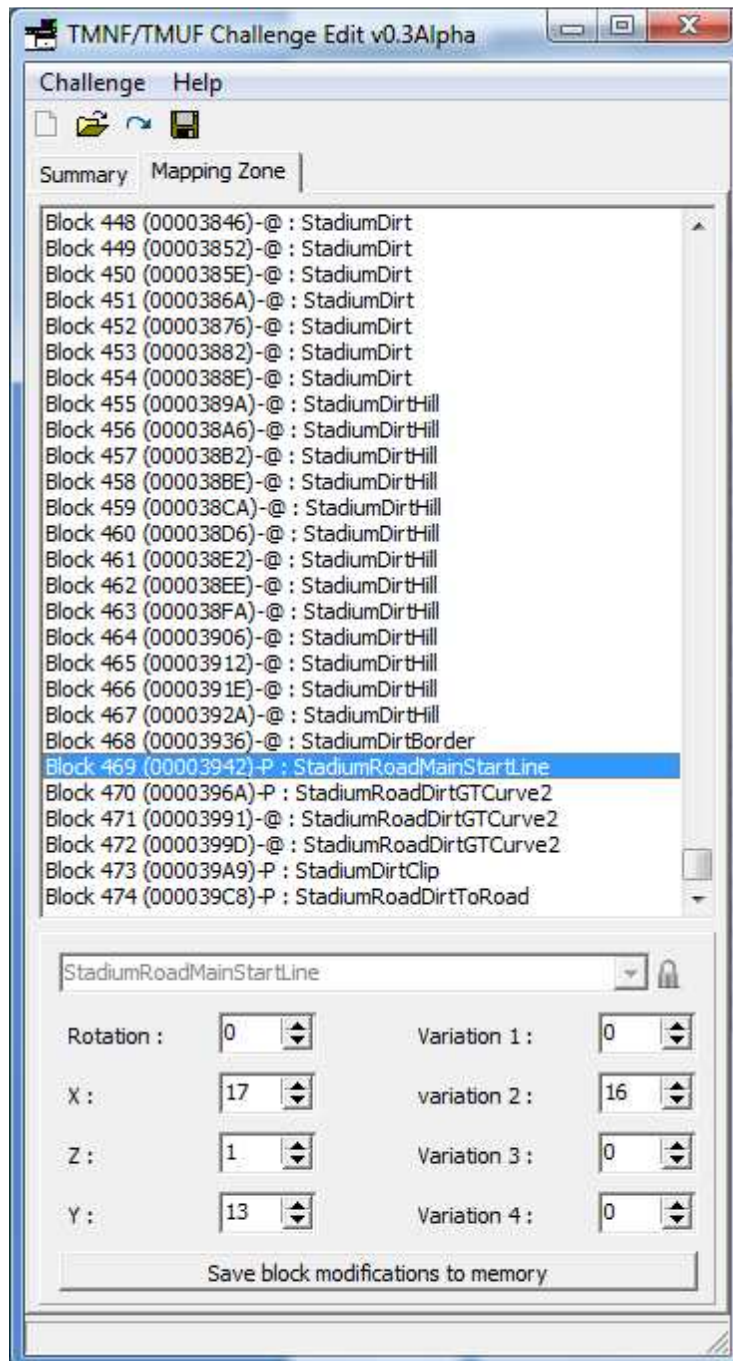 TMNF/TMUF Challenge Edit v0.3Alpha
Challenge Help
Summary Mapping Zone
Block 448 (00003846)-@ : StadiumDirt
Block 449 (00003852)-@ : StadiumDirt
Block 450 (0000385E)-@ : StadiumDirt
Block 451 (0000386A)-@ : StadiumDirt
Block 452 (00003876)-@ : StadiumDirt
Block 453 (00003882)-@ : StadiumDirt
Block 454 (0000388E)-@ : StadiumDirt
Block 455 (0000389A)-@ : StadiumDirtHill
Block 456 (000038A6)-@ : StadiumDirtHill
Block 457 (000038B2)-@ : StadiumDirtHill
Block 458 (000038BE)-@ : StadiumDirtHill
Block 459 (000038CA)-@ : StadiumDirtHill
Block 460 (000038D6)-@ : StadiumDirtHill
Block 461 (000038E2)-@ : StadiumDirtHill
Block 462 (000038EE)-@ : StadiumDirtHill
Block 463 (000038FA)-@ : StadiumDirtHill
Block 464 (00003906)-@ : StadiumDirtHill
Block 465 (00003912)-@ : StadiumDirtHill
Block 466 (0000391E)-@ : StadiumDirtHill
Block 467 (0000392A)-@ : StadiumDirtHill
Block 468 (00003936)-@ : StadiumDirtBorder
Block 469 (00003942)-P : StadiumRoadMainStartLine
Block 470 (0000396A)-P : StadiumRoadDirtGTCurve2
Block 471 (00003991)-@ : StadiumRoadDirtGTCurve2
Block 472 (0000399D)-@ : StadiumRoadDirtGTCurve2
Block 473 (000039A9)-P : StadiumDirtClip
Block 474 (000039C8)-P : StadiumRoadDirtToRoad
StadiumRoadMainStartLine
Rotation : 0 Variation 1 : 0
X : 17 variation 2 : 16
Z : 1 Variation 3 : 0
Y : 13 Variation 4 : 0
Save block modifications to memory